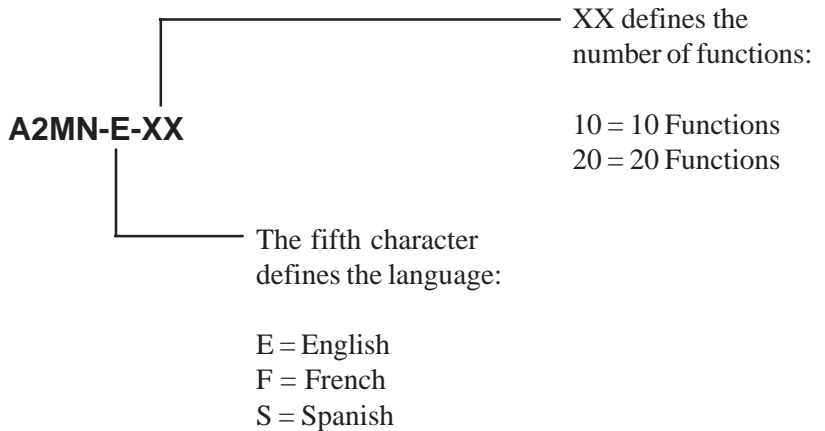 XX defines the
number of functions:
A2MN-E-XX
10 = 10 Functions
20 = 20 Functions
The fifth character
defines the language:
E = English
F = French
S = Spanish